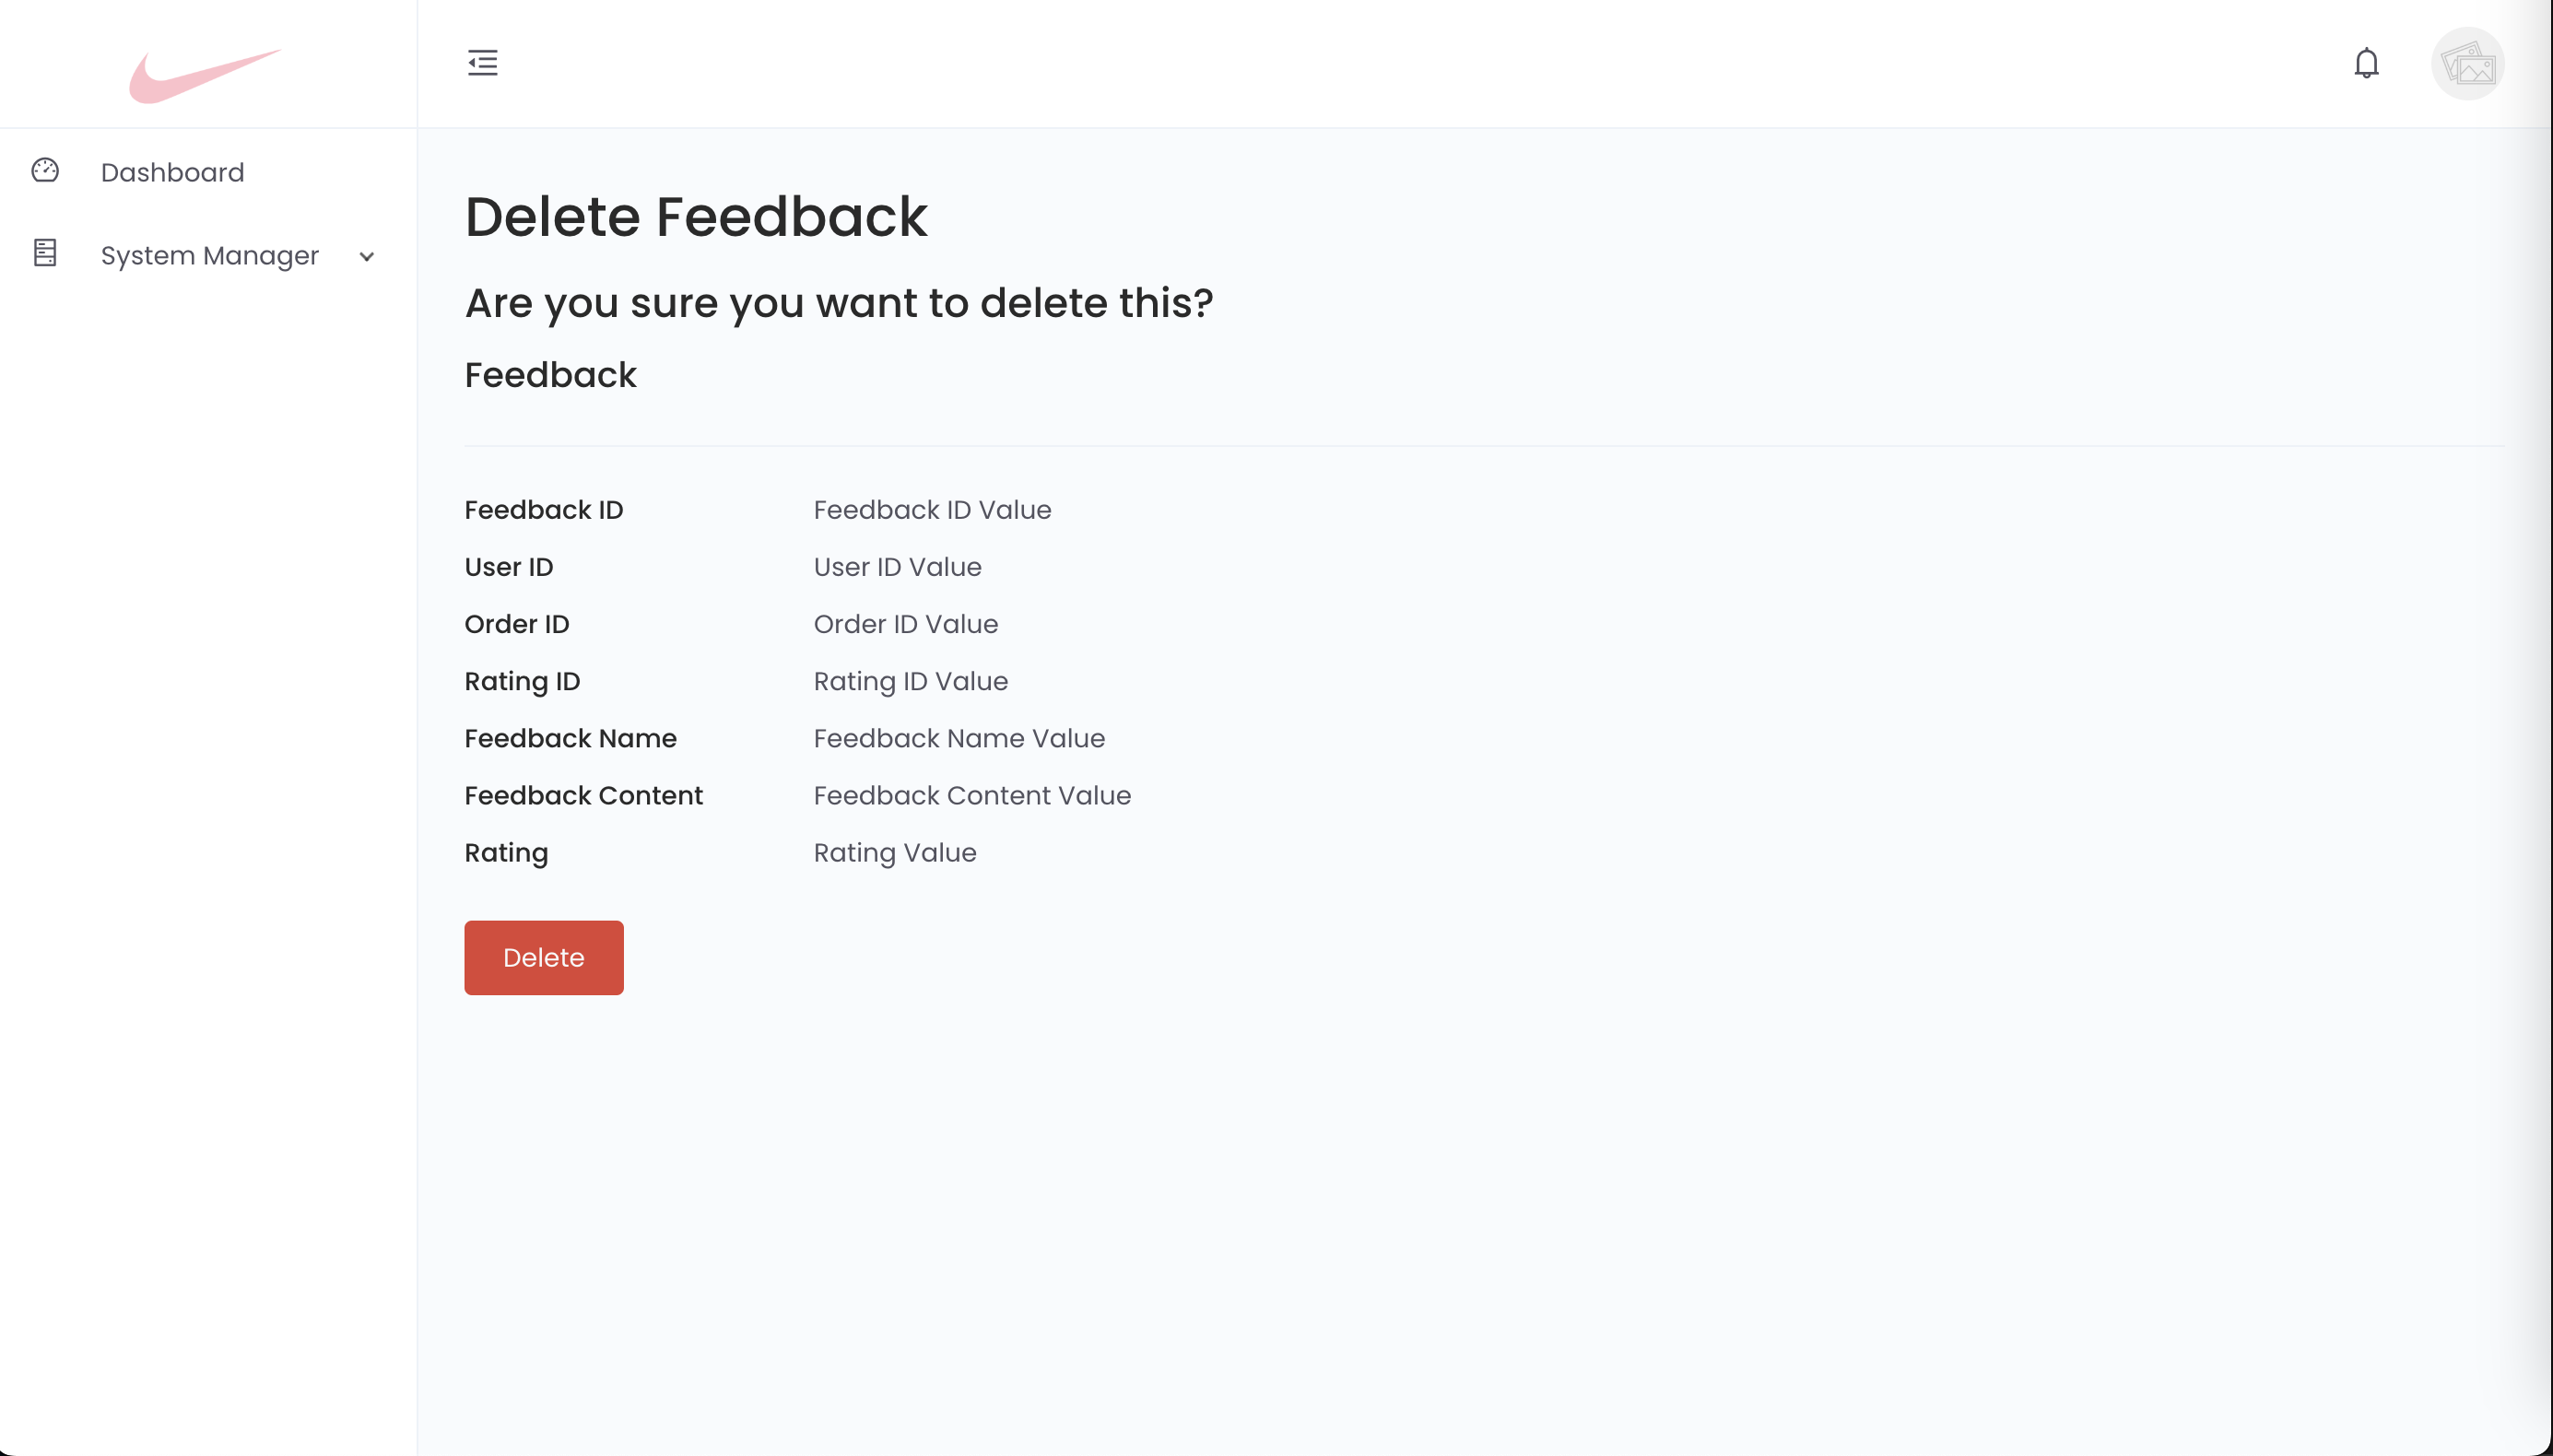 Dashboard
System Manager
Delete Feedback
Are you sure you want to delete this?
Feedback
Feedback ID Feedback ID Value
User ID User ID Value
Order ID Order ID Value
Rating ID Rating ID Value
Feedback Name Feedback Name Value
Feedback Content Feedback Content Value
Rating Rating Value
Delete